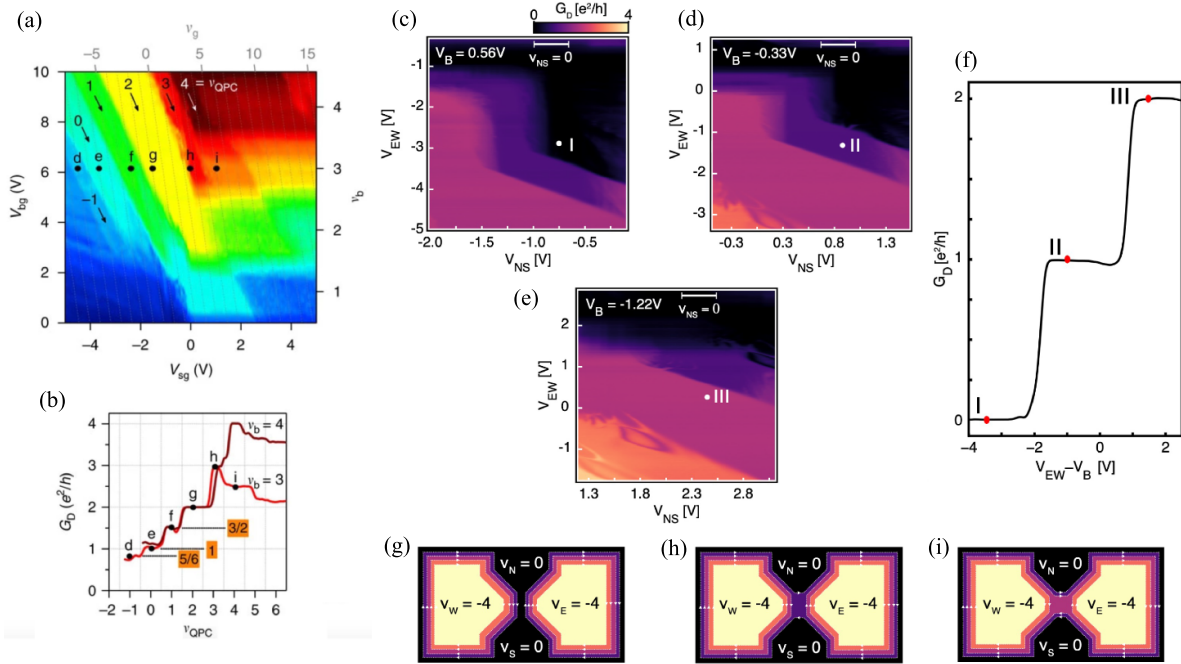 (a)
ν_g
−5 0 5 10 15
10
8
6
4
2
0
V_bg (V)
1
2
3
4 = ν_QPC
0
−1
d e f g h i
4
3
2
1
ν_b
−4 −2 0 2 4
V_sg (V)
(b)
4
3
2
1
0
G_D (e²/h)
ν_b = 4
ν_b = 3
d e f g h i
3/2
1
5/6
−2 −1 0 1 2 3 4 5 6
ν_QPC
(c)
G_D [e²/h]
0 4
V_B = 0.56V
ν_NS = 0
-1
-2
-3
-4
-5
V_EW [V]
I
-2.0 -1.5 -1.0 -0.5
V_NS [V]
(d)
V_B = -0.33V
ν_NS = 0
1
0
-1
-2
-3
V_EW [V]
II
-0.3 0.3 0.9 1.5
V_NS [V]
(e)
V_B = -1.22V
ν_NS = 0
2
1
0
-1
V_EW [V]
III
1.3 1.8 2.3 2.8
V_NS [V]
(f)
2
1
0
G_D [e²/h]
I
II
III
-4 -2 0 2
V_EW–V_B [V]
(g)
ν_N = 0
ν_W = -4
ν_E = -4
ν_S = 0
(h)
ν_N = 0
ν_W = -4
ν_E = -4
ν_S = 0
(i)
ν_N = 0
ν_W = -4
ν_E = -4
ν_S = 0